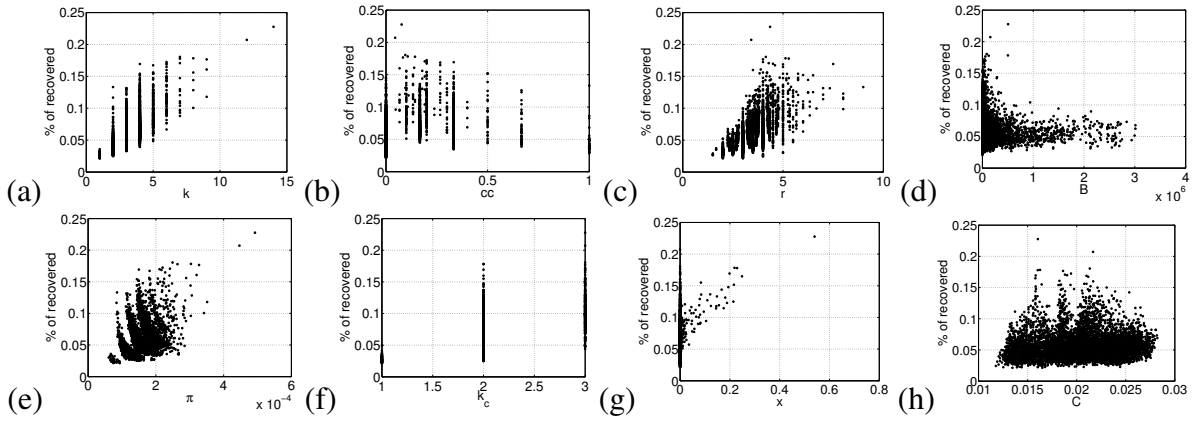 0.25
0.2
0.15
0.1
0.05
0
% of recovered
0 5 10 15
k
(a)
0.25
0.2
0.15
0.1
0.05
0
% of recovered
0 0.5 1
cc
(b)
0.25
0.2
0.15
0.1
0.05
0
% of recovered
0 5 10
r
(c)
0.25
0.2
0.15
0.1
0.05
0
% of recovered
0 1 2 3 4
B
x 10^6
(d)
0.25
0.2
0.15
0.1
0.05
0
% of recovered
0 2 4 6
π
x 10^-4
(e)
0.25
0.2
0.15
0.1
0.05
0
% of recovered
1 1.5 2 2.5 3
k_c
(f)
0.25
0.2
0.15
0.1
0.05
0
% of recovered
0 0.2 0.4 0.6 0.8
x
(g)
0.25
0.2
0.15
0.1
0.05
0
% of recovered
0.01 0.015 0.02 0.025 0.03
C
(h)